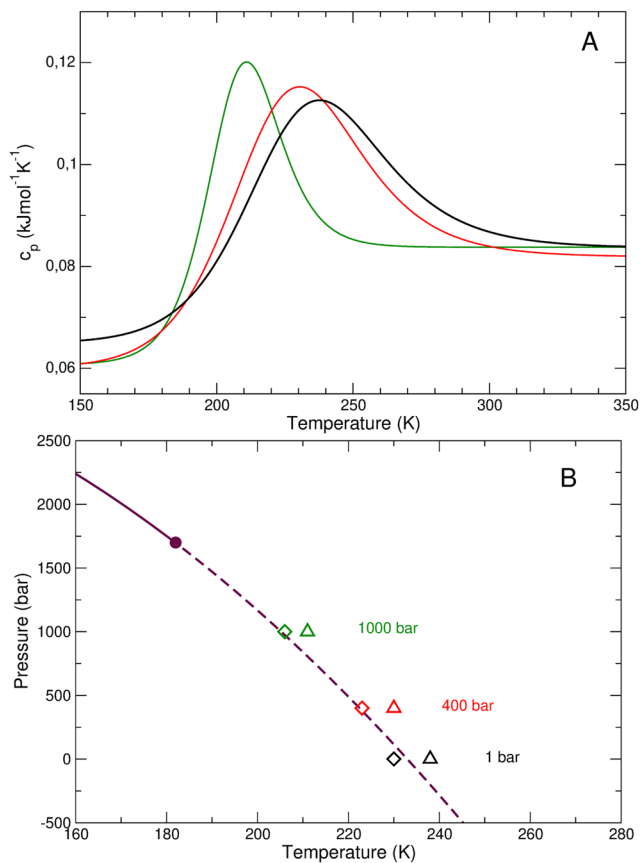 A
0,12
0,1
0,08
0,06
c_p (kJmol⁻¹K⁻¹)
150 200 250 300 350
Temperature (K)
B
2500
2000
1500
1000
500
0
-500
Pressure (bar)
1000 bar
400 bar
1 bar
160 180 200 220 240 260 280
Temperature (K)